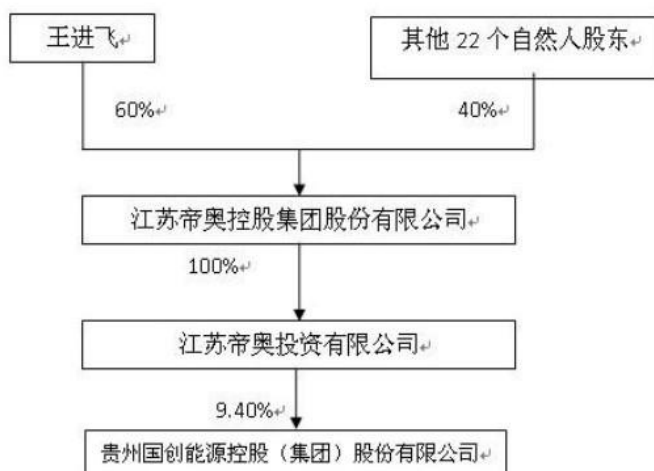 王进飞
其他 22 个自然人股东
60%
40%
江苏帝奥控股集团股份有限公司
100%
江苏帝奥投资有限公司
9.40%
贵州国创能源控股（集团）股份有限公司